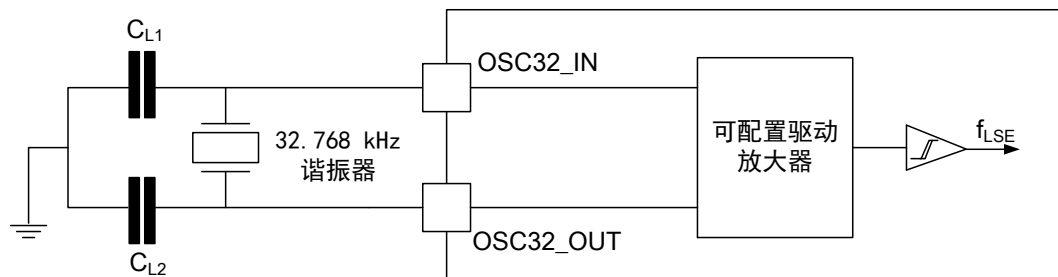 CL1
OSC32_IN
32.768 kHz
谐振器
可配置驱动
放大器
fLSE
OSC32_OUT
CL2